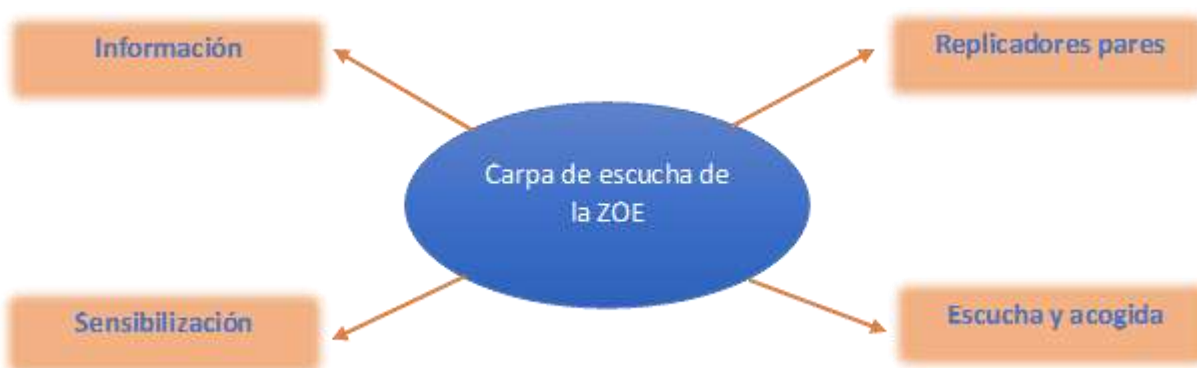 Información
Replicadores pares
Carpa de escucha de
la ZOE
Sensibilización
Escucha y acogida